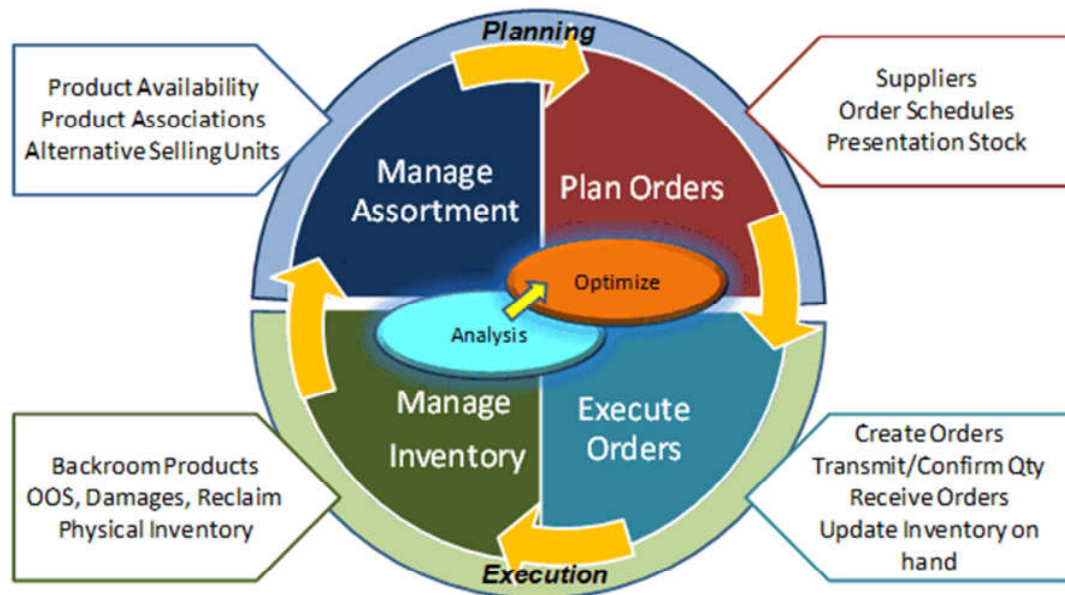 Planning
Product Availability
Product Associations
Alternative Selling Units
Suppliers
Order Schedules
Presentation Stock
Manage
Assortment
Plan Orders
Optimize
Analysis
Manage
Inventory
Execute
Orders
Backroom Products
OOS, Damages, Reclaim
Physical Inventory
Create Orders
Transmit/Confirm Qty
Receive Orders
Update Inventory on
hand
Execution